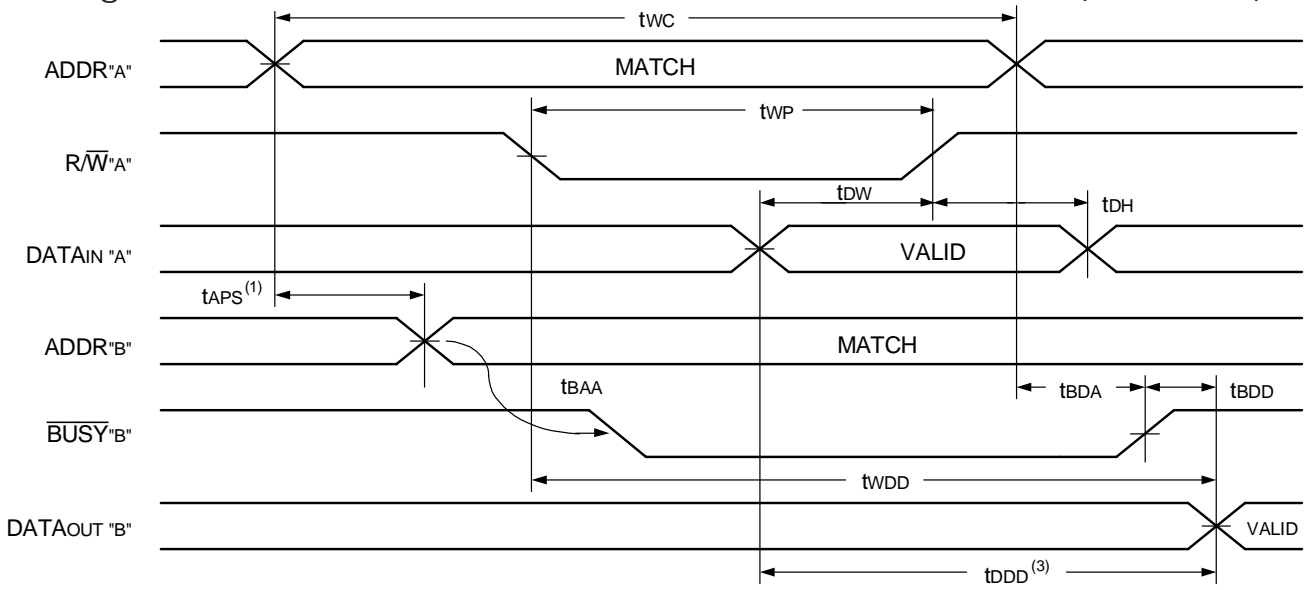 tWC
ADDR"A"
MATCH
tWP
R/W̅"A"
tDW
tDH
DATAIN "A"
VALID
tAPS(1)
ADDR"B"
MATCH
tBAA
tBDA
tBDD
B̅U̅S̅Y̅"B"
tWDD
DATAOUT "B"
VALID
tDDD(3)